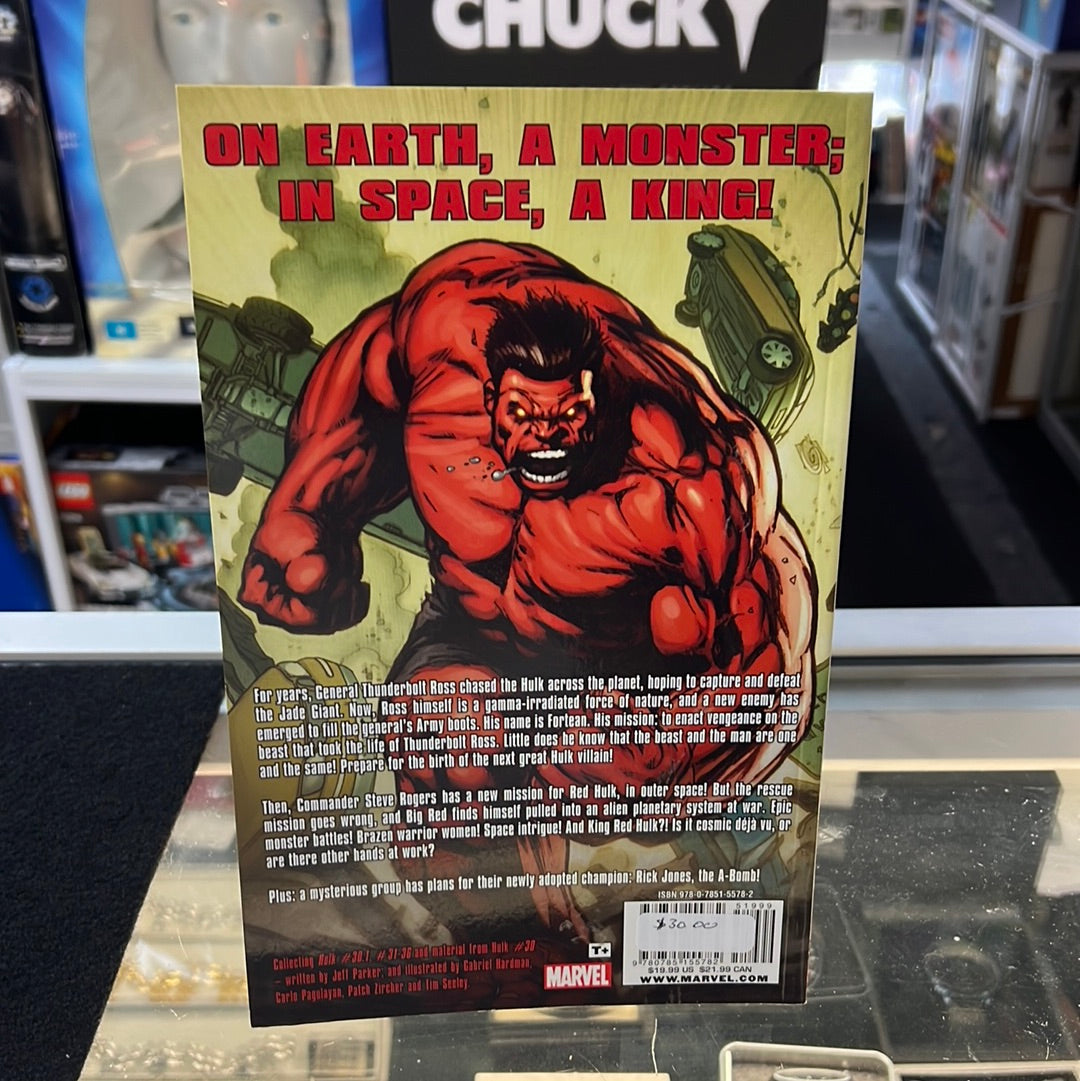 CHUCKY
ON EARTH, A MONSTER;
IN SPACE, A KING!
For years, General Thunderbolt Ross chased the Hulk across the planet, hoping to capture and defeat
the Jade Giant. Now, Ross himself is a gamma-irradiated force of nature, and a new enemy has
emerged to fill the general's Army boots. His name is Fortean. His mission: to enact vengeance on the
beast that took the life of Thunderbolt Ross. Little does he know that the beast and the man are one
and the same! Prepare for the birth of the next great Hulk villain!
Then, Commander Steve Rogers has a new mission for Red Hulk, in outer space! But the rescue
mission goes wrong, and Big Red finds himself pulled into an alien planetary system at war. Epic
monster battles! Brazen warrior women! Space intrigue! And King Red Hulk?! Is it cosmic déjà vu, or
are there other hands at work?
Plus: a mysterious group has plans for their newly adopted champion: Rick Jones, the A-Bomb!
ISBN 978-0-7851-5578-2
51999
$30.00
9 780785 155782
$19.99 US $21.99 CAN
WWW.MARVEL.COM
T+
MARVEL
Collecting Hulk #30.1, #31-36 and material from Hulk #30
– written by Jeff Parker, and illustrated by Gabriel Hardman,
Carlo Pagulayan, Patch Zircher and Tim Seeley.
LEGO